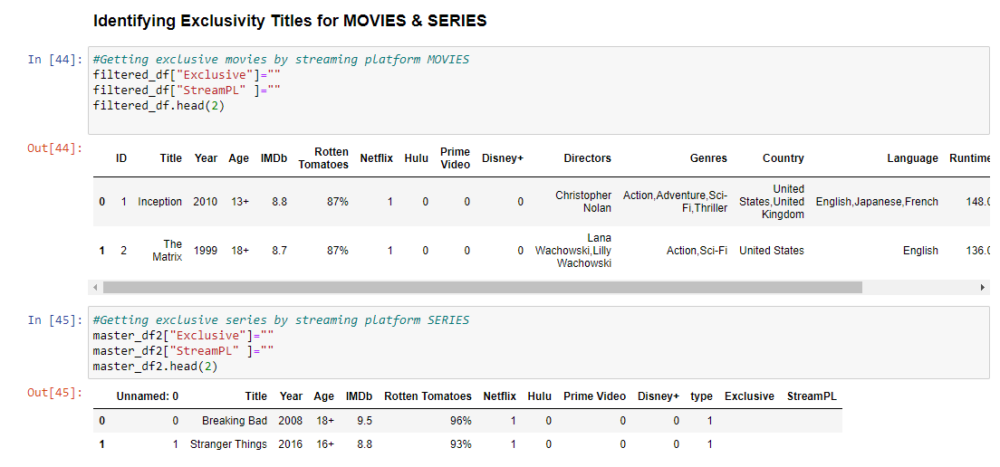 Identifying Exclusivity Titles for MOVIES & SERIES
In [44]: #Getting exclusive movies by streaming platform MOVIES
filtered_df["Exclusive"]=""
filtered_df["StreamPL" ]=""
filtered_df.head(2)
Out[44]:
ID Title Year Age IMDb Rotten Tomatoes Netflix Hulu Prime Video Disney+ Directors Genres Country Language Runtime
0 1 Inception 2010 13+ 8.8 87% 1 0 0 0 Christopher Nolan Action,Adventure,Sci-Fi,Thriller United States,United Kingdom English,Japanese,French 148.0
1 2 The Matrix 1999 18+ 8.7 87% 1 0 0 0 Lana Wachowski,Lilly Wachowski Action,Sci-Fi United States English 136.0
In [45]: #Getting exclusive series by streaming platform SERIES
master_df2["Exclusive"]=""
master_df2["StreamPL" ]=""
master_df2.head(2)
Out[45]:
Unnamed: 0 Title Year Age IMDb Rotten Tomatoes Netflix Hulu Prime Video Disney+ type Exclusive StreamPL
0 0 Breaking Bad 2008 18+ 9.5 96% 1 0 0 0 1
1 1 Stranger Things 2016 16+ 8.8 93% 1 0 0 0 1